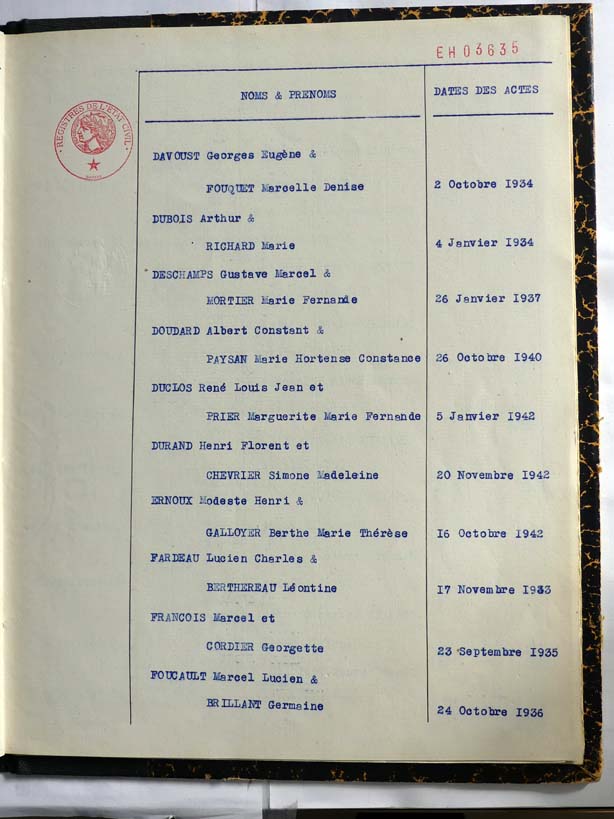 EH03635
REGISTRES DE L'ETAT CIVIL
NOMS & PRENOMS
DATES DES ACTES
DAVOUST Georges Eugène &
FOUQUET Marcelle Denise 2 Octobre 1934
DUBOIS Arthur &
RICHARD Marie 4 Janvier 1934
DESCHAMPS Gustave Marcel &
MORTIER Marie Fernande 26 Janvier 1937
DOUDARD Albert Constant &
PAYSAN Marie Hortense Constance 26 Octobre 1940
DUCLOS René Louis Jean et
PRIER Marguerite Marie Fernande 5 Janvier 1942
DURAND Henri Florent et
CHEVRIER Simone Madeleine 20 Novembre 1942
ERNOUX Modeste Henri &
GALLOYER Berthe Marie Thérèse 16 Octobre 1942
FARDEAU Lucien Charles &
BERTHEREAU Léontine 17 Novembre 1933
FRANCOIS Marcel et
CORDIER Georgette 23 Septembre 1935
FOUCAULT Marcel Lucien &
BRILLANT Germaine 24 Octobre 1936